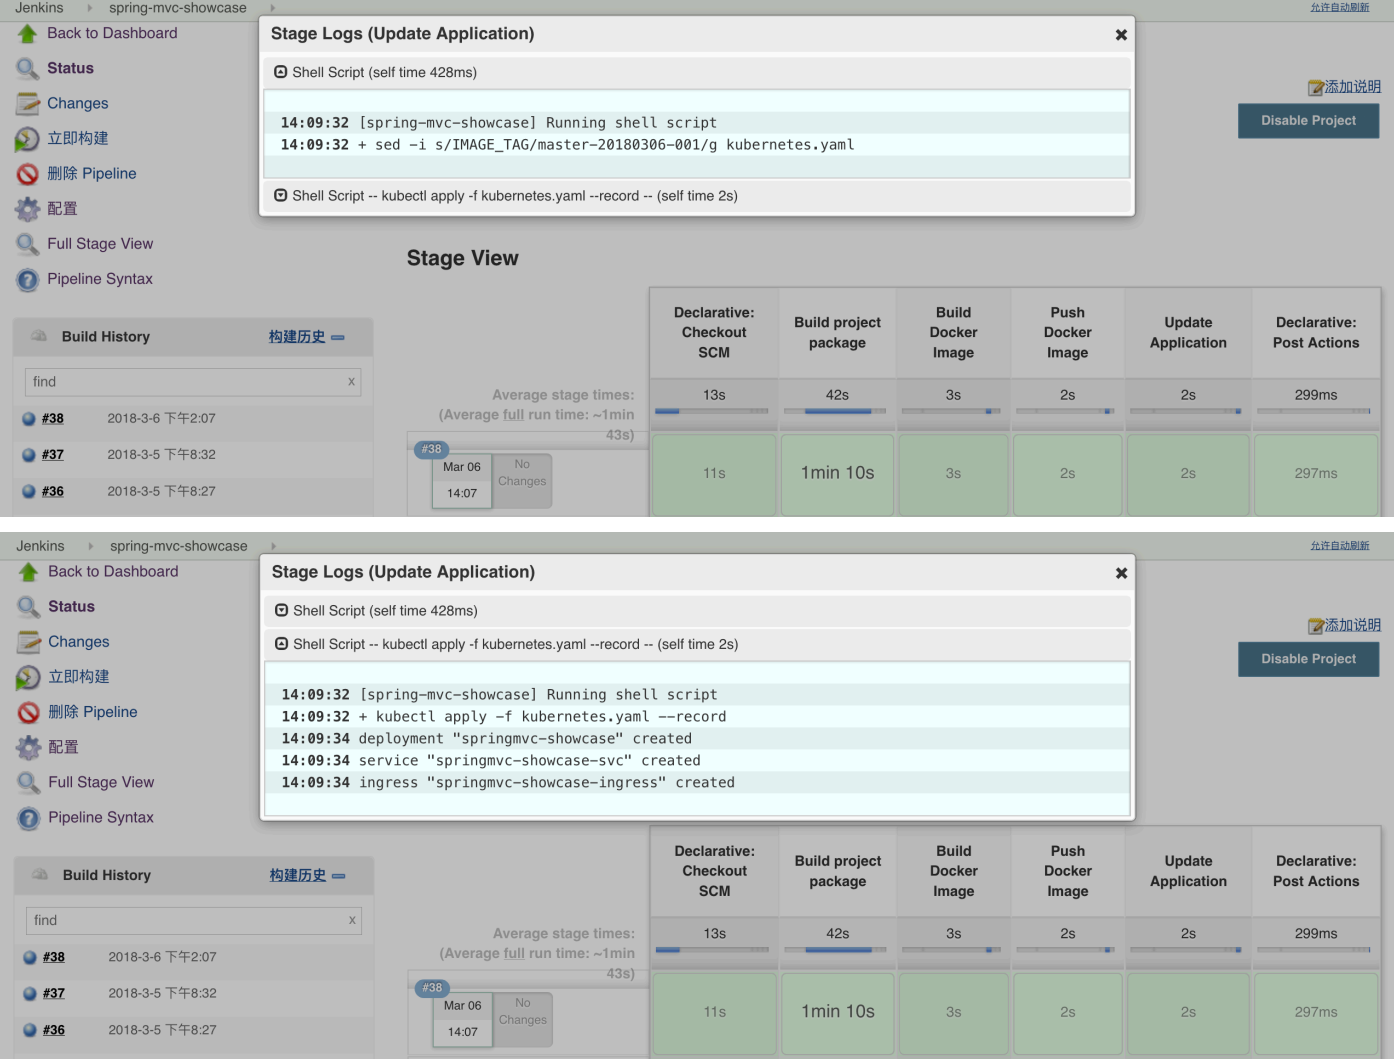 Jenkins spring-mvc-showcase 允许自动刷新
Back to Dashboard
Status
Changes
立即构建
删除 Pipeline
配置
Full Stage View
Pipeline Syntax
Stage Logs (Update Application) ✖
Shell Script (self time 428ms)
14:09:32 [spring-mvc-showcase] Running shell script
14:09:32 + sed -i s/IMAGE_TAG/master-20180306-001/g kubernetes.yaml
Shell Script -- kubectl apply -f kubernetes.yaml --record -- (self time 2s)
添加说明
Disable Project
Stage View
Build History 构建历史
find x
#38 2018-3-6 下午2:07
#37 2018-3-5 下午8:32
#36 2018-3-5 下午8:27
Declarative:
Checkout
SCM
Build project
package
Build
Docker
Image
Push
Docker
Image
Update
Application
Declarative:
Post Actions
Average stage times:
(Average full run time: ~1min
43s)
13s 42s 3s 2s 2s 299ms
#38
Mar 06
14:07
No
Changes
11s 1min 10s 3s 2s 2s 297ms
Jenkins spring-mvc-showcase 允许自动刷新
Back to Dashboard
Status
Changes
立即构建
删除 Pipeline
配置
Full Stage View
Pipeline Syntax
Stage Logs (Update Application) ✖
Shell Script (self time 428ms)
Shell Script -- kubectl apply -f kubernetes.yaml --record -- (self time 2s)
14:09:32 [spring-mvc-showcase] Running shell script
14:09:32 + kubectl apply -f kubernetes.yaml --record
14:09:34 deployment "springmvc-showcase" created
14:09:34 service "springmvc-showcase-svc" created
14:09:34 ingress "springmvc-showcase-ingress" created
添加说明
Disable Project
Build History 构建历史
find x
#38 2018-3-6 下午2:07
#37 2018-3-5 下午8:32
#36 2018-3-5 下午8:27
Declarative:
Checkout
SCM
Build project
package
Build
Docker
Image
Push
Docker
Image
Update
Application
Declarative:
Post Actions
Average stage times:
(Average full run time: ~1min
43s)
13s 42s 3s 2s 2s 299ms
#38
Mar 06
14:07
No
Changes
11s 1min 10s 3s 2s 2s 297ms